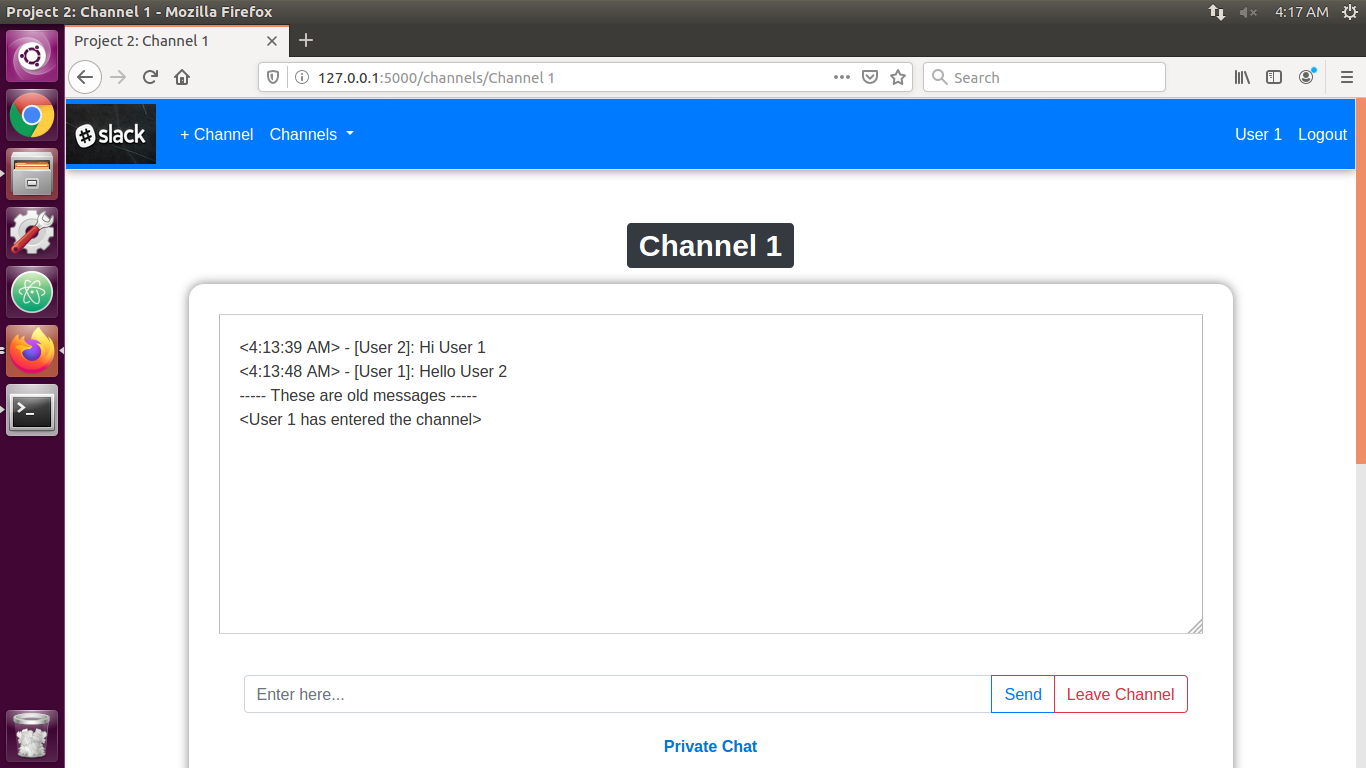 Project 2: Channel 1 - Mozilla Firefox
4:17 AM
Project 2: Channel 1
127.0.0.1:5000/channels/Channel 1
Search
# slack
+ Channel
Channels
User 1
Logout
Channel 1
<4:13:39 AM> - [User 2]: Hi User 1
<4:13:48 AM> - [User 1]: Hello User 2
----- These are old messages -----
<User 1 has entered the channel>
Enter here...
Send
Leave Channel
Private Chat